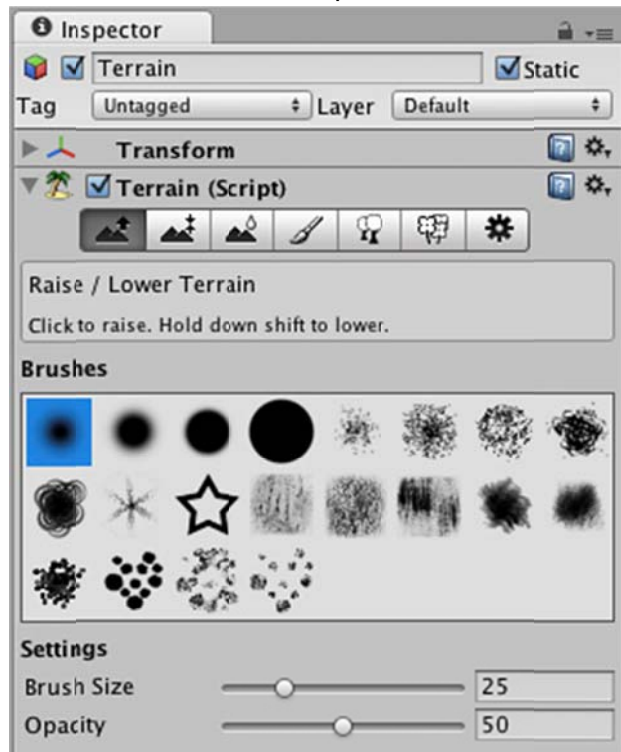 Inspector
Terrain Static
Tag Untagged Layer Default
Transform
Terrain (Script)
Raise / Lower Terrain
Click to raise. Hold down shift to lower.
Brushes
Settings
Brush Size 25
Opacity 50